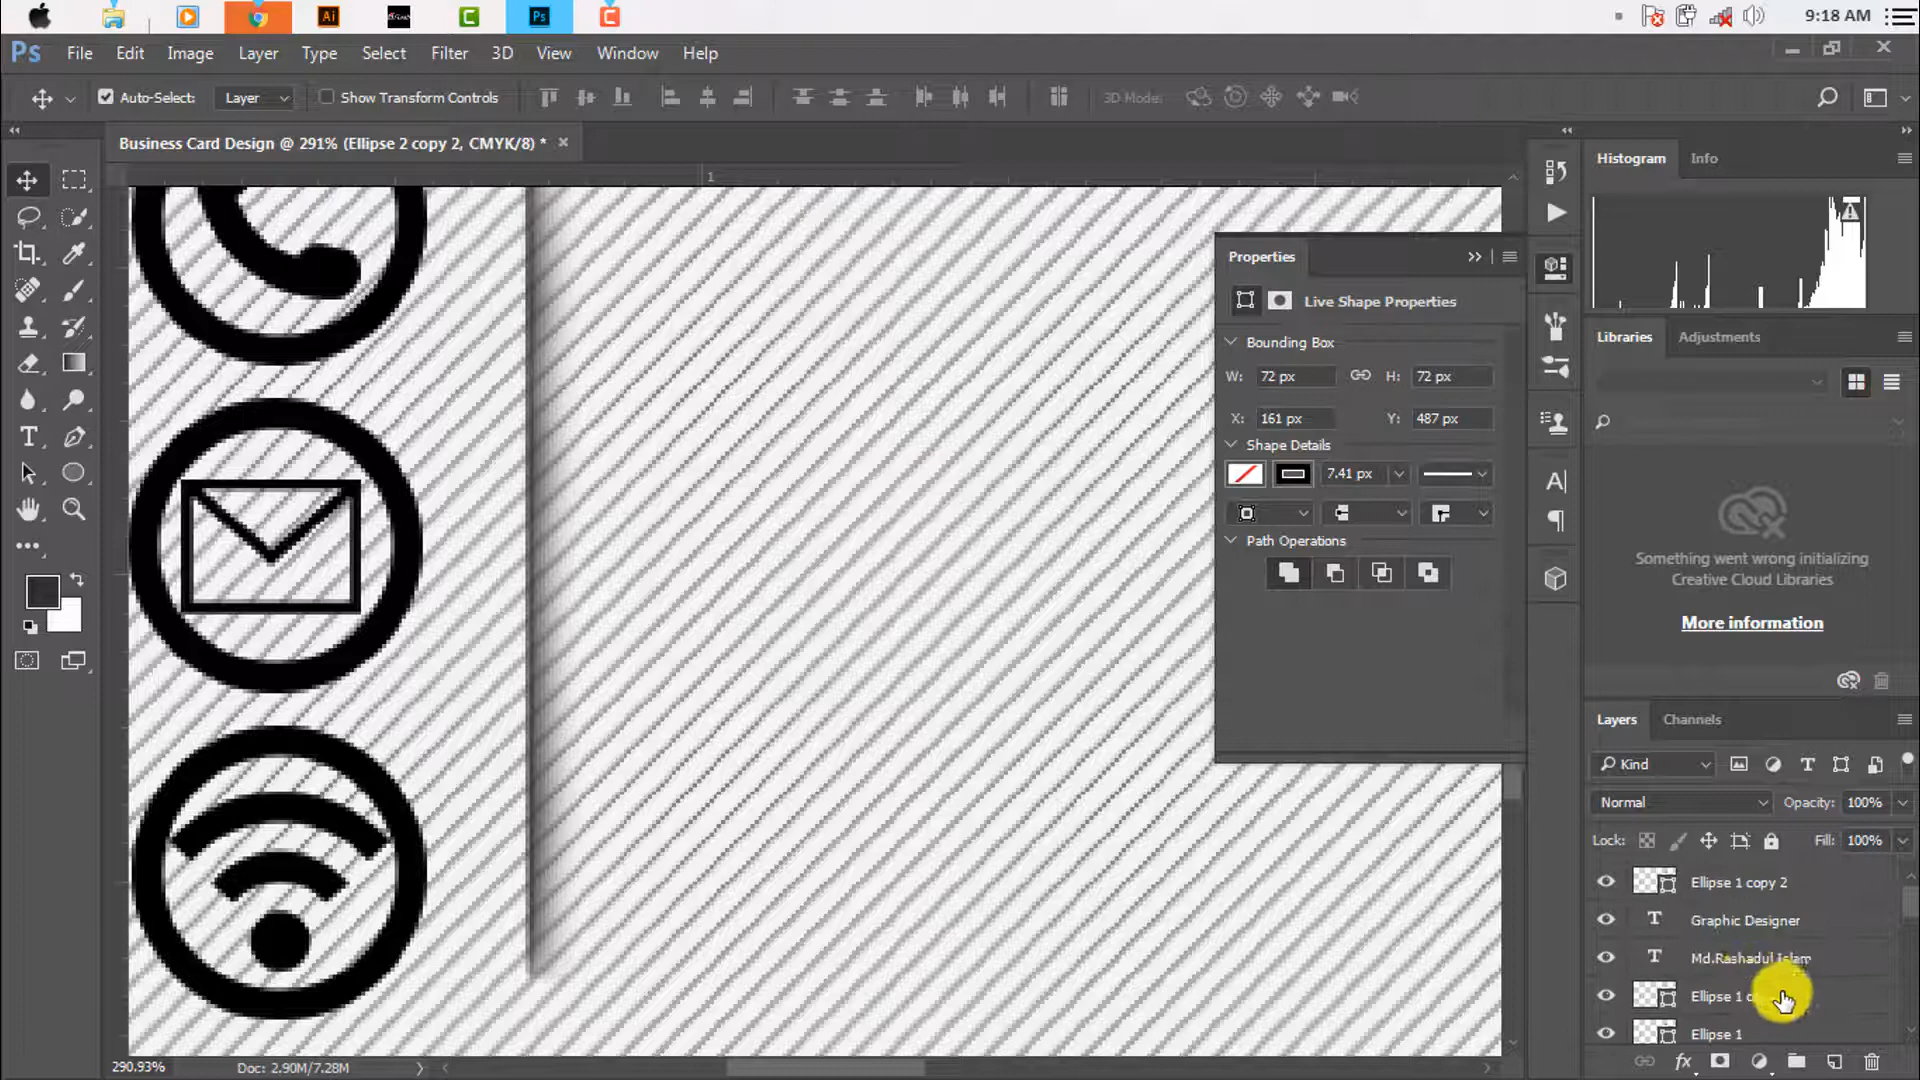 Ai
C
Ps
C
9:18 AM
Ps File Edit Image Layer Type Select Filter 3D View Window Help
Auto-Select: Layer Show Transform Controls 3D Mode:
Business Card Design @ 291% (Ellipse 2 copy 2, CMYK/8) *
1
Histogram Info
Properties
Live Shape Properties
Bounding Box
W: 72 px H: 72 px
X: 161 px Y: 487 px
Shape Details
7.41 px
Path Operations
Libraries Adjustments
Something went wrong initializing
Creative Cloud Libraries
More information
Layers Channels
Kind
Normal Opacity: 100%
Lock: Fill: 100%
Ellipse 1 copy 2
Graphic Designer
Md.Rashadul Islam
Ellipse 1
Ellipse 1
290.93% Doc: 2.90M/7.28M